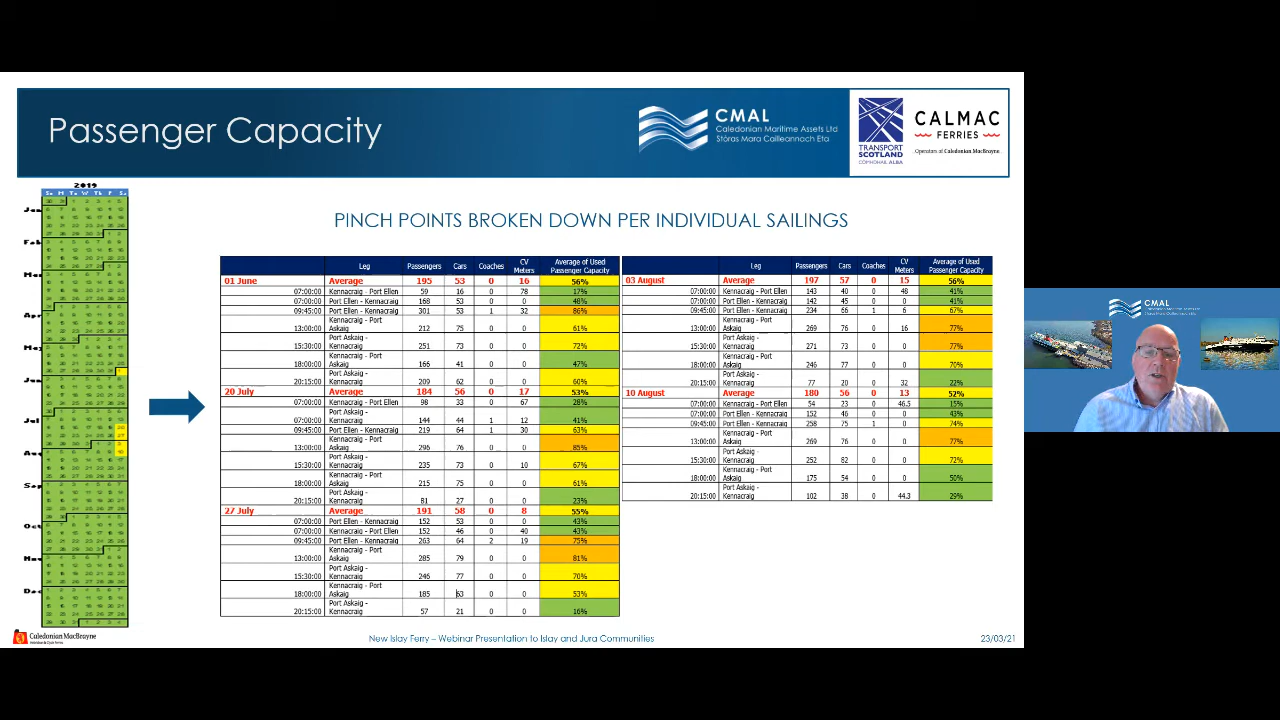 Passenger Capacity
CMAL
Caledonian Maritime Assets Ltd
Stòras Mara Cailleannach Eta
TRANSPORT
SCOTLAND
CÒMHDHAIL ALBA
CALMAC
FERRIES
Operators of Caledonian MacBrayne
2019
PINCH POINTS BROKEN DOWN PER INDIVIDUAL SAILINGS
Leg Passengers Cars Coaches CV Meters Average of Used Passenger Capacity
01 June Average 195 53 0 16 56%
07:00:00 Kennacraig - Port Ellen 59 16 0 78 17%
07:00:00 Port Ellen - Kennacraig 168 53 0 0 48%
09:45:00 Port Ellen - Kennacraig 301 53 1 32 86%
13:00:00 Kennacraig - Port Askaig 212 75 0 0 61%
15:30:00 Port Askaig - Kennacraig 251 73 0 0 72%
18:00:00 Kennacraig - Port Askaig 166 41 0 0 47%
20:15:00 Port Askaig - Kennacraig 209 62 0 0 60%
20 July Average 184 56 0 17 53%
07:00:00 Kennacraig - Port Ellen 98 33 0 67 28%
07:00:00 Port Askaig - Kennacraig 144 44 1 12 41%
09:45:00 Port Ellen - Kennacraig 219 64 1 30 63%
13:00:00 Kennacraig - Port Askaig 296 76 0 0 85%
15:30:00 Port Askaig - Kennacraig 235 73 0 10 67%
18:00:00 Kennacraig - Port Askaig 215 75 0 0 61%
20:15:00 Port Askaig - Kennacraig 81 27 0 0 23%
27 July Average 191 58 0 8 55%
07:00:00 Port Ellen - Kennacraig 152 53 0 0 43%
07:00:00 Kennacraig - Port Ellen 152 46 0 40 43%
09:45:00 Port Ellen - Kennacraig 263 64 2 19 75%
13:00:00 Kennacraig - Port Askaig 285 79 0 0 81%
15:30:00 Port Askaig - Kennacraig 246 77 0 0 70%
18:00:00 Kennacraig - Port Askaig 185 63 0 0 53%
20:15:00 Port Askaig - Kennacraig 57 21 0 0 16%
Leg Passengers Cars Coaches CV Meters Average of Used Passenger Capacity
03 August Average 197 57 0 15 56%
07:00:00 Kennacraig - Port Ellen 143 40 0 48 41%
07:00:00 Port Ellen - Kennacraig 142 45 0 0 41%
09:45:00 Port Ellen - Kennacraig 234 66 1 6 67%
13:00:00 Kennacraig - Port Askaig 269 76 0 16 77%
15:30:00 Port Askaig - Kennacraig 271 73 0 0 77%
18:00:00 Kennacraig - Port Askaig 246 77 0 0 70%
20:15:00 Port Askaig - Kennacraig 77 20 0 32 22%
10 August Average 180 56 0 13 52%
07:00:00 Kennacraig - Port Ellen 54 23 0 46.5 15%
07:00:00 Port Ellen - Kennacraig 152 46 0 0 43%
09:45:00 Port Ellen - Kennacraig 258 75 1 0 74%
13:00:00 Kennacraig - Port Askaig 269 76 0 0 77%
15:30:00 Port Askaig - Kennacraig 252 82 0 0 72%
18:00:00 Kennacraig - Port Askaig 175 54 0 0 50%
20:15:00 Port Askaig - Kennacraig 102 38 0 44.3 29%
Caledonian MacBrayne
New Islay Ferry – Webinar Presentation to Islay and Jura Communities
23/03/21
CMAL